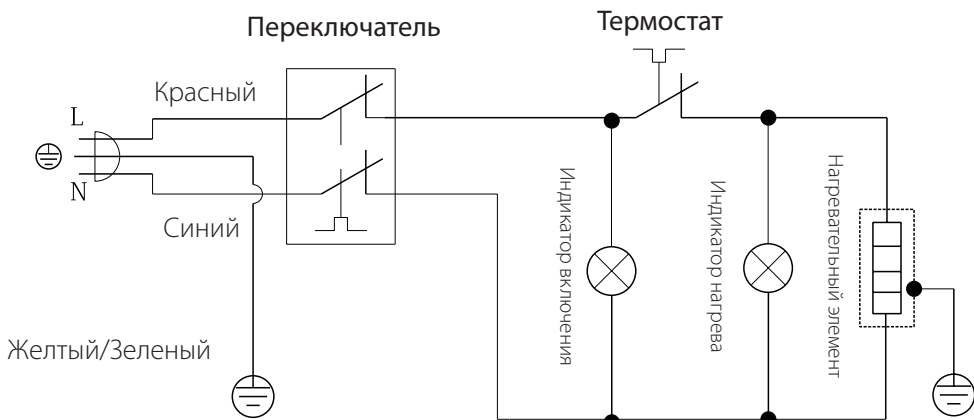 Переключатель
Термостат
Красный
L
N
Синий
Желтый/Зеленый
Индикатор включения
Индикатор нагрева
Нагревательный элемент